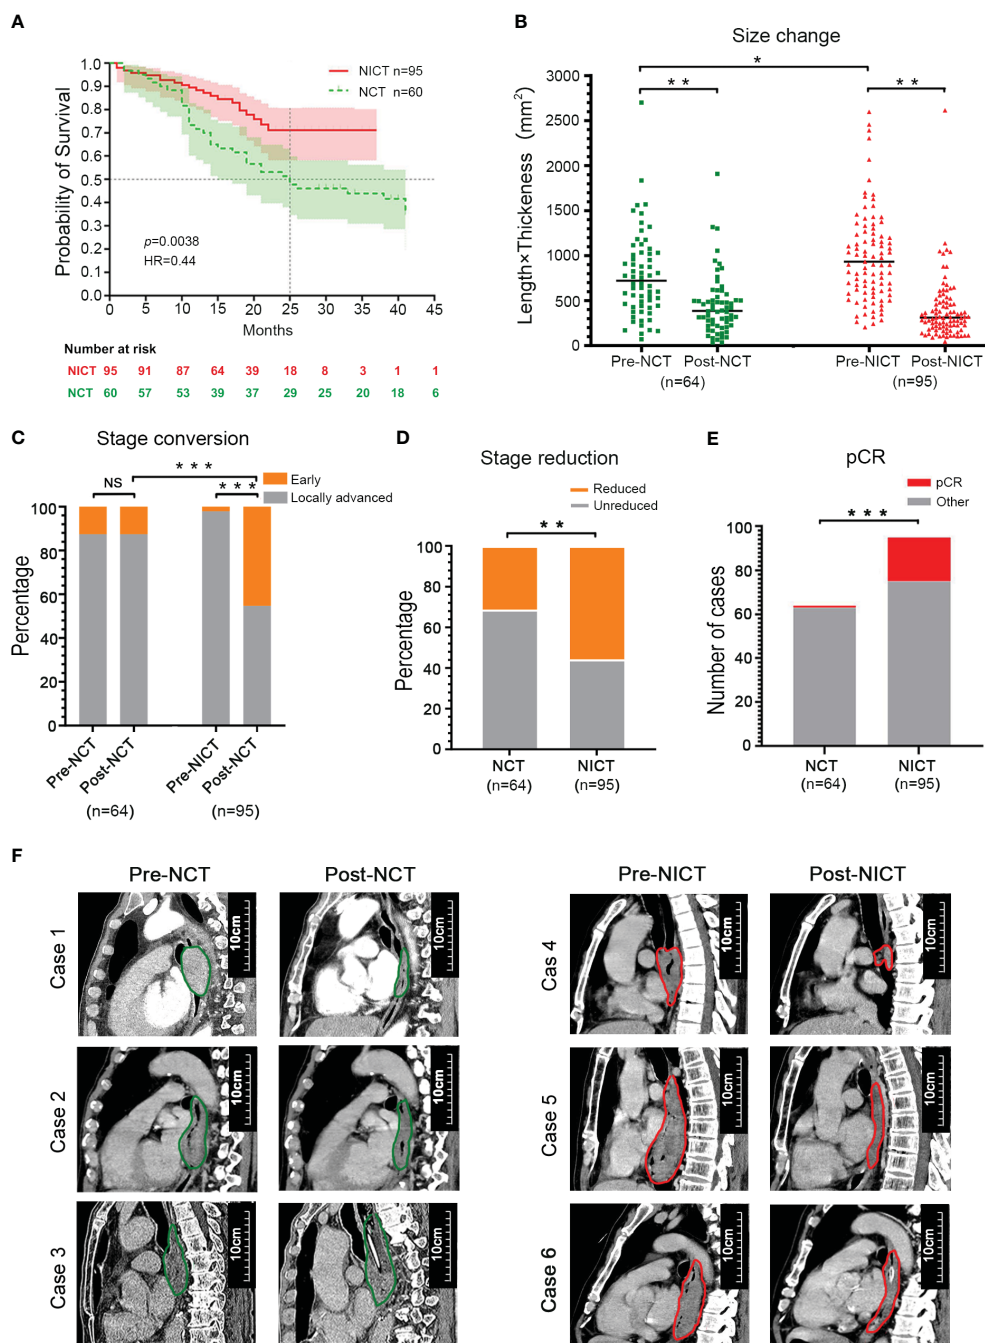 A
NICT n=95
NCT n=60
Probability of Survival
1.0
0.9
0.8
0.7
0.6
0.5
0.4
0.3
0.2
0.1
0.0
p=0.0038
HR=0.44
0 5 10 15 20 25 30 35 40 45
Months
Number at risk
NICT 95 91 87 64 39 18 8 3 1 1
NCT 60 57 53 39 37 29 25 20 18 6
B
Size change
*
* *
* *
Length×Thickeness (mm²)
3000
2500
2000
1500
1000
500
0
Pre-NCT Post-NCT Pre-NICT Post-NICT
(n=64) (n=95)
C
Stage conversion
* * *
NS
* * *
Early
Locally advanced
Percentage
100
80
60
40
20
0
Pre-NCT
Post-NCT
Pre-NICT
Post-NCT
(n=64) (n=95)
D
Stage reduction
Reduced
Unreduced
* *
Percentage
100
80
60
40
20
0
NCT NICT
(n=64) (n=95)
E
pCR
pCR
Other
* * *
Number of cases
100
80
60
40
20
0
NCT NICT
(n=64) (n=95)
F
Pre-NCT Post-NCT Pre-NICT Post-NICT
Case 1
10cm
10cm
Cas 4
10cm
10cm
Case 2
10cm
10cm
Case 5
10cm
10cm
Case 3
10cm
10cm
Case 6
10cm
10cm